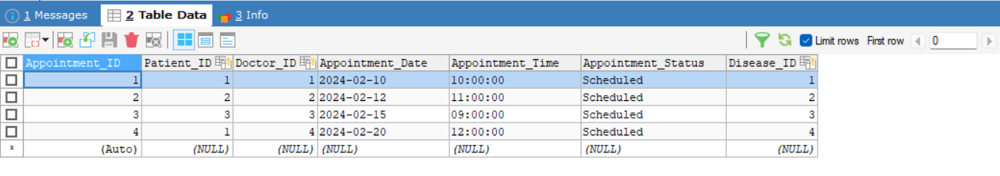 1 Messages 2 Table Data 3 Info
Limit rows First row 0
Appointment_ID Patient_ID Doctor_ID Appointment_Date Appointment_Time Appointment_Status Disease_ID
1 1 1 2024-02-10 10:00:00 Scheduled 1
2 2 2 2024-02-12 11:00:00 Scheduled 2
3 3 3 2024-02-15 09:00:00 Scheduled 3
4 1 4 2024-02-20 12:00:00 Scheduled 4
* (Auto) (NULL) (NULL) (NULL) (NULL) (NULL) (NULL)